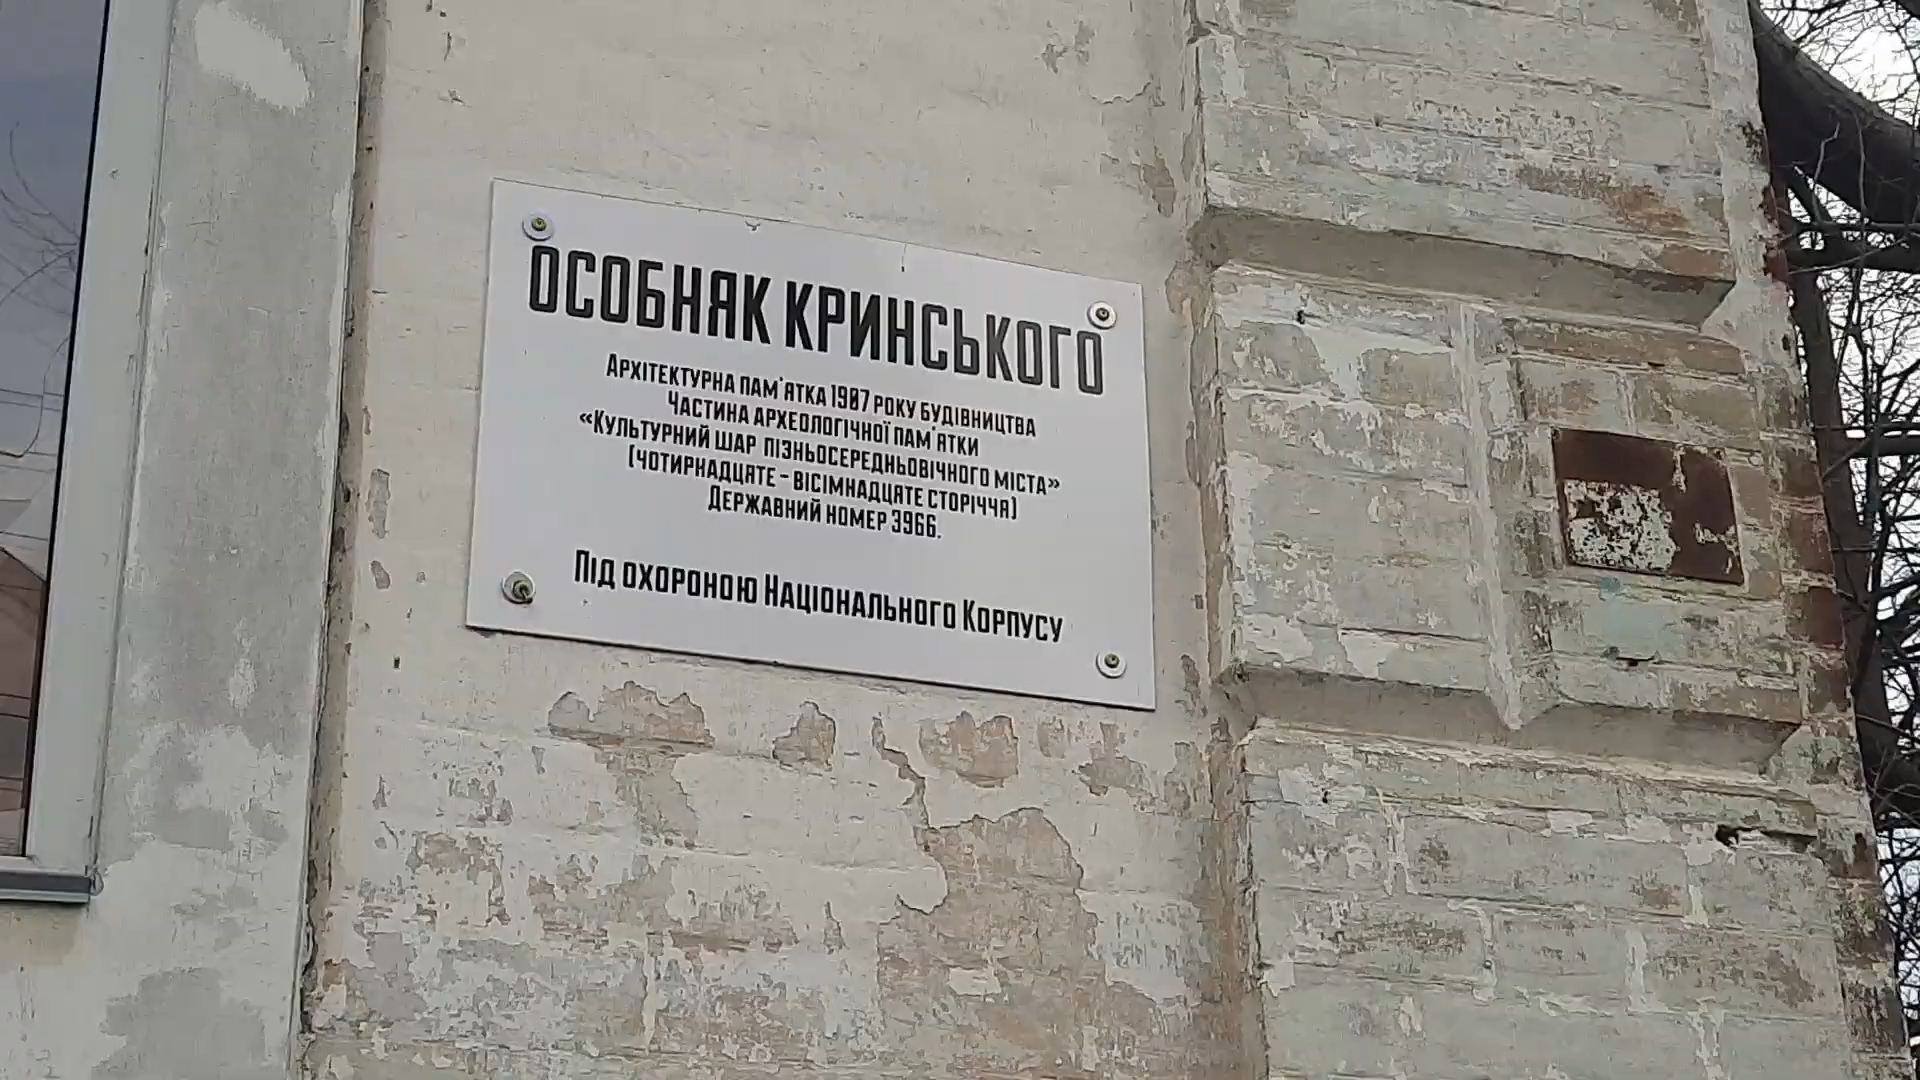 ОСОБНЯК КРИНСЬКОГО
Архітектурна пам'ятка 1907 року будівництва
Частина археологічної пам'ятки
«Культурний шар пізньосередньовічного міста»
(чотирнадцяте - вісімнадцяте сторіччя)
Державний номер 3966.
Під охороною Національного Корпусу